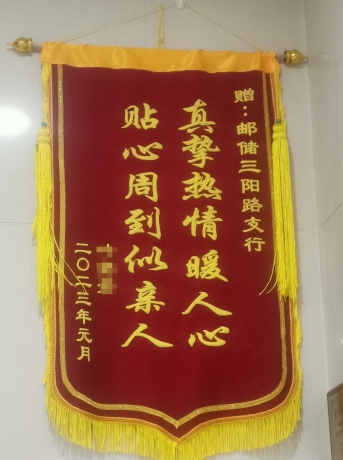 赠：邮储三阳路支行
真挚热情暖人心
贴心周到似亲人
二〇二三年元月